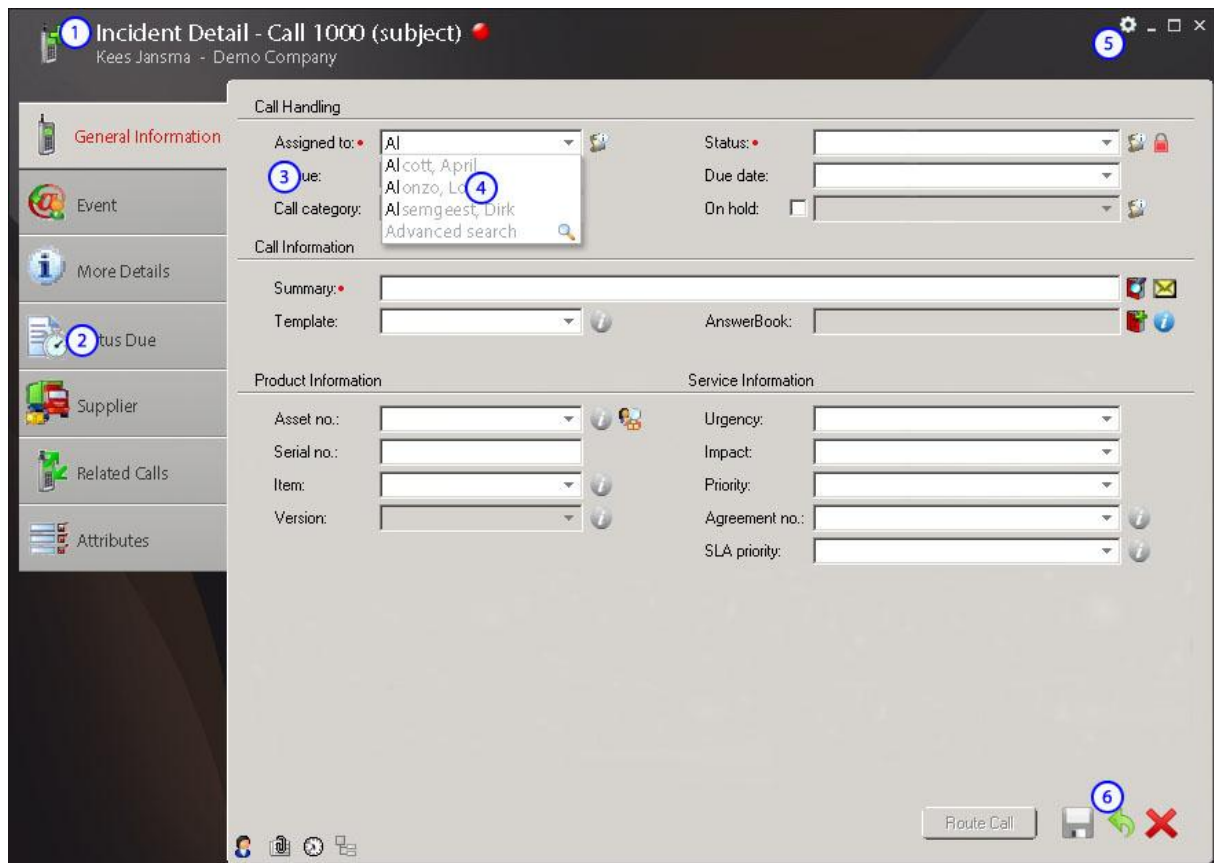 1 Incident Detail - Call 1000 (subject)
Kees Jansma - Demo Company
5
General Information
Event
More Details
2 tus Due
Supplier
Related Calls
Attributes
Call Handling
Assigned to: Al
3 ue:
Call category:
Alcott, April
Alonzo, Lo 4
Alsemgeest, Dirk
Advanced search
Status:
Due date:
On hold:
Call Information
Summary:
Template:
AnswerBook:
Product Information
Asset no.:
Serial no.:
Item:
Version:
Service Information
Urgency:
Impact:
Priority:
Agreement no.:
SLA priority:
6
Route Call